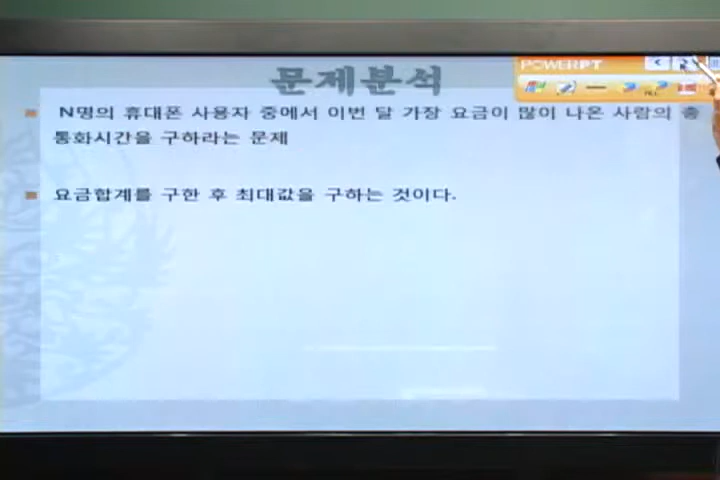 문제분석
POWERPT
N명의 휴대폰 사용자 중에서 이번 달 가장 요금이 많이 나온 사람의 총
통화시간을 구하라는 문제
요금합계를 구한 후 최대값을 구하는 것이다.